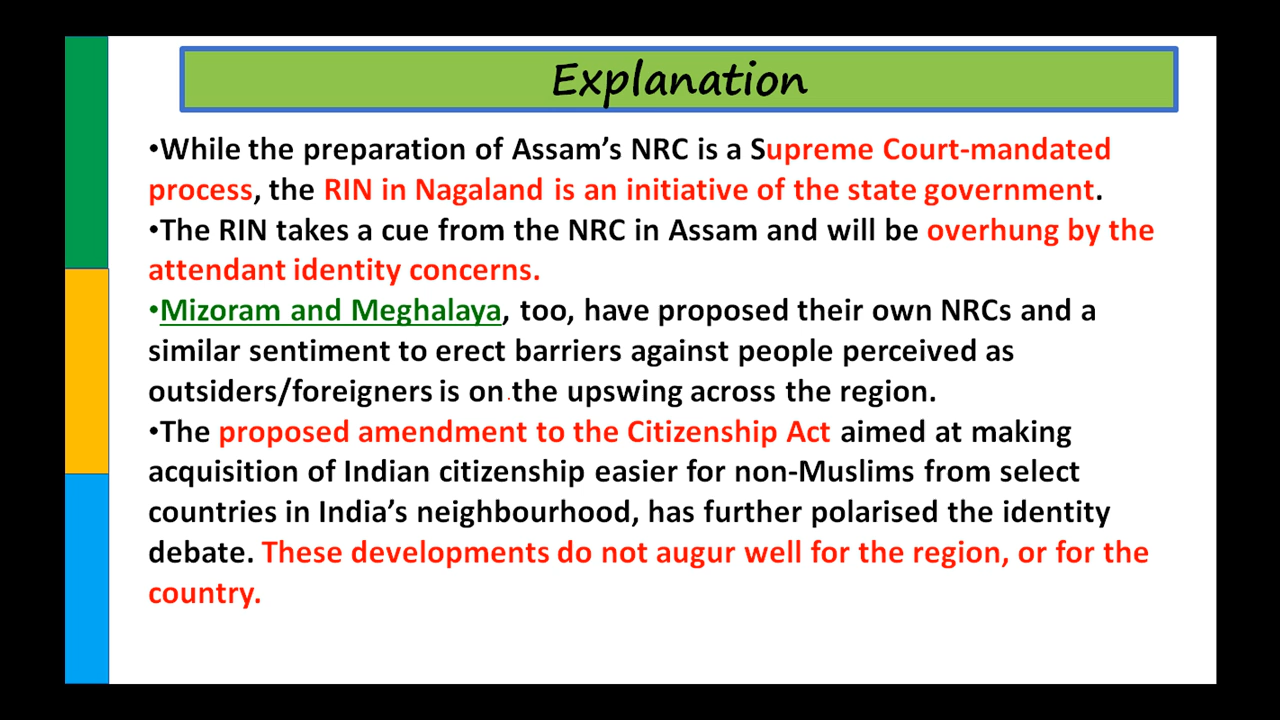 Explanation
•While the preparation of Assam’s NRC is a Supreme Court-mandated
process, the RIN in Nagaland is an initiative of the state government.
•The RIN takes a cue from the NRC in Assam and will be overhung by the
attendant identity concerns.
•Mizoram and Meghalaya, too, have proposed their own NRCs and a
similar sentiment to erect barriers against people perceived as
outsiders/foreigners is on the upswing across the region.
•The proposed amendment to the Citizenship Act aimed at making
acquisition of Indian citizenship easier for non-Muslims from select
countries in India’s neighbourhood, has further polarised the identity
debate. These developments do not augur well for the region, or for the
country.